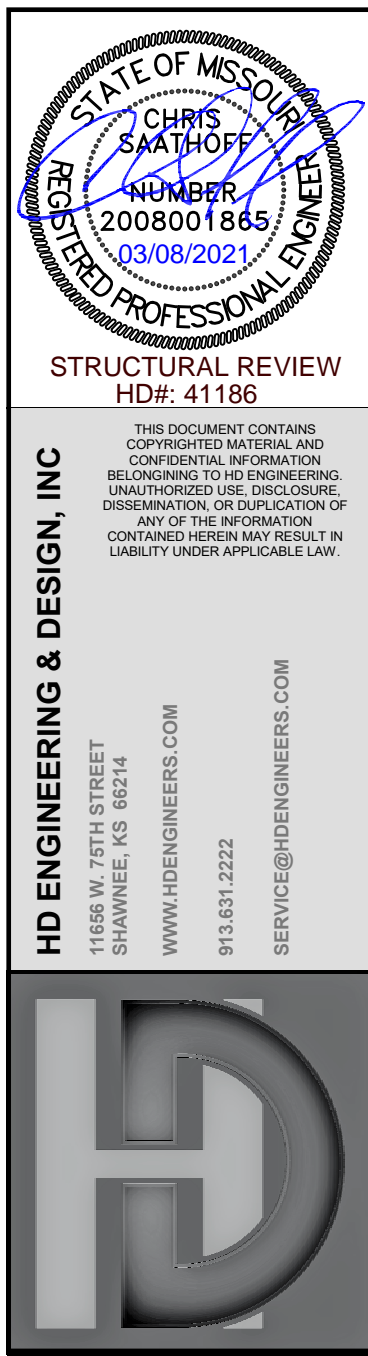 STATE OF MISSOURI
CHRIS
SAATHOFF
NUMBER
2008001865
03/08/2021
REGISTERED PROFESSIONAL ENGINEER
STRUCTURAL REVIEW
HD#: 41186
THIS DOCUMENT CONTAINS
COPYRIGHTED MATERIAL AND
CONFIDENTIAL INFORMATION
BELONGINING TO HD ENGINEERING.
UNAUTHORIZED USE, DISCLOSURE,
DISSEMINATION, OR DUPLICATION OF
ANY OF THE INFORMATION
CONTAINED HEREIN MAY RESULT IN
LIABILITY UNDER APPLICABLE LAW.
HD ENGINEERING & DESIGN, INC
11656 W. 75TH STREET
SHAWNEE, KS 66214
WWW.HDENGINEERS.COM
913.631.2222
SERVICE@HDENGINEERS.COM
HD